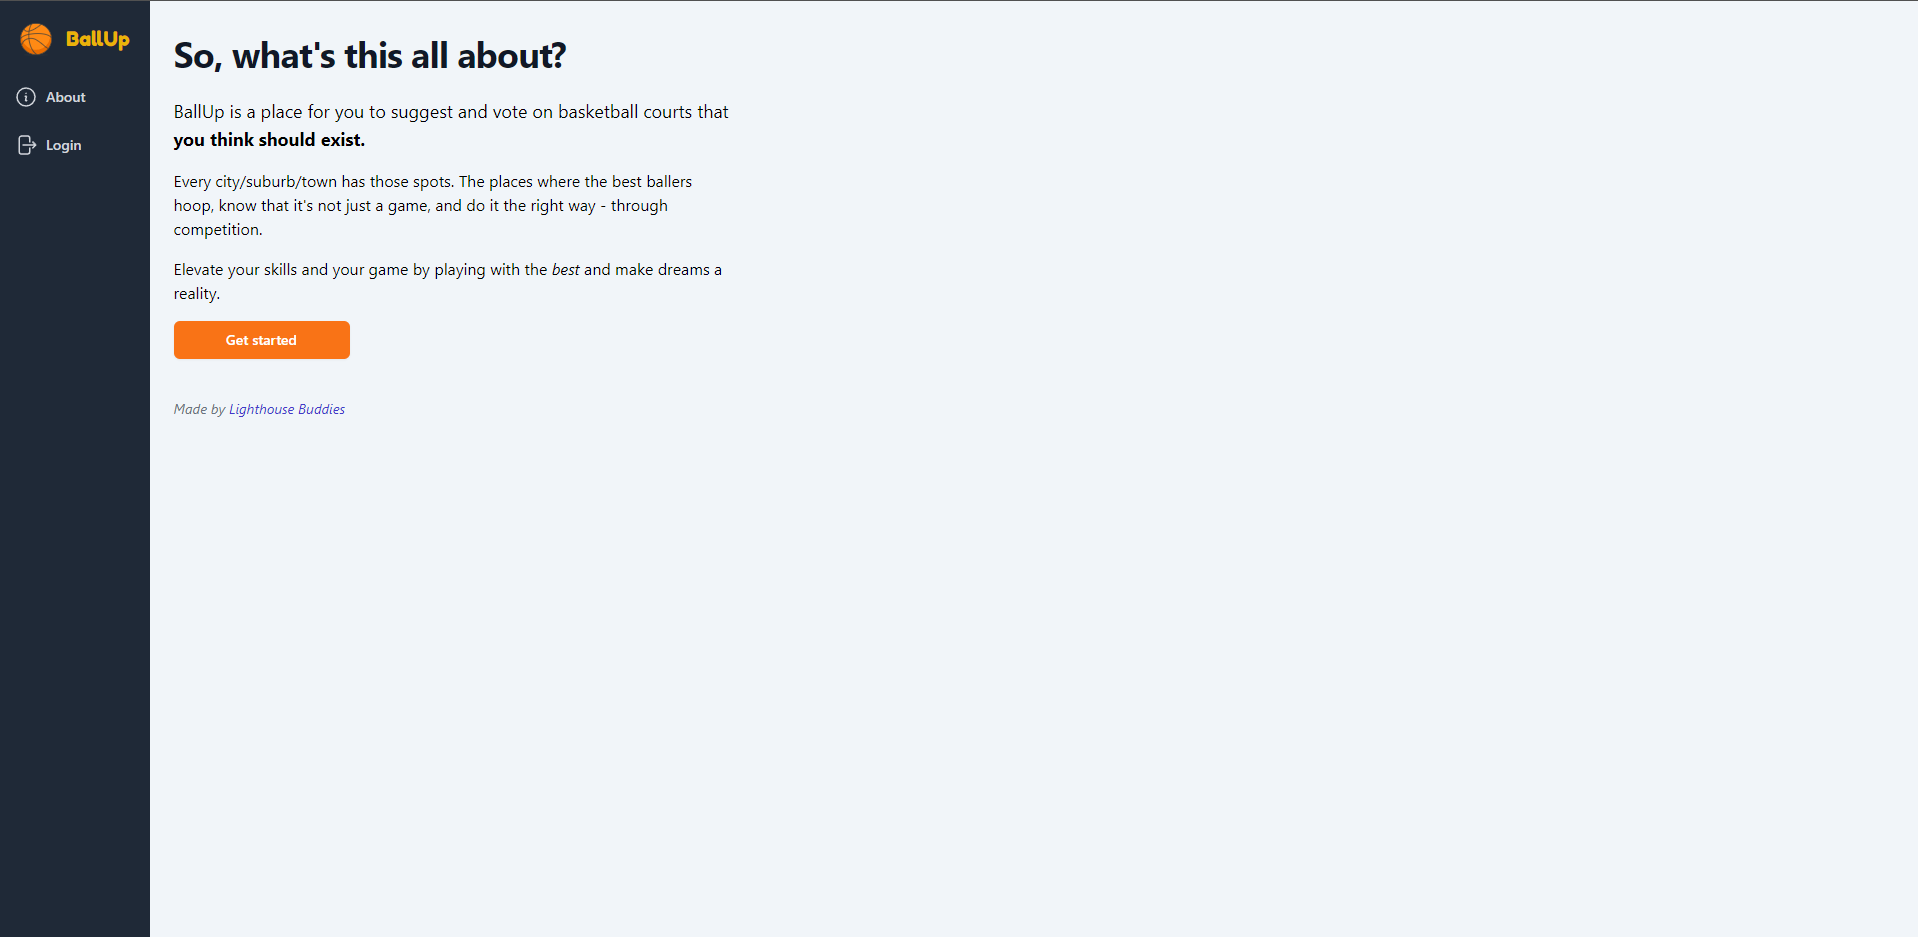 BallUp
About
Login
So, what's this all about?
BallUp is a place for you to suggest and vote on basketball courts that
you think should exist.
Every city/suburb/town has those spots. The places where the best ballers
hoop, know that it's not just a game, and do it the right way - through
competition.
Elevate your skills and your game by playing with the best and make dreams a
reality.
Get started
Made by Lighthouse Buddies